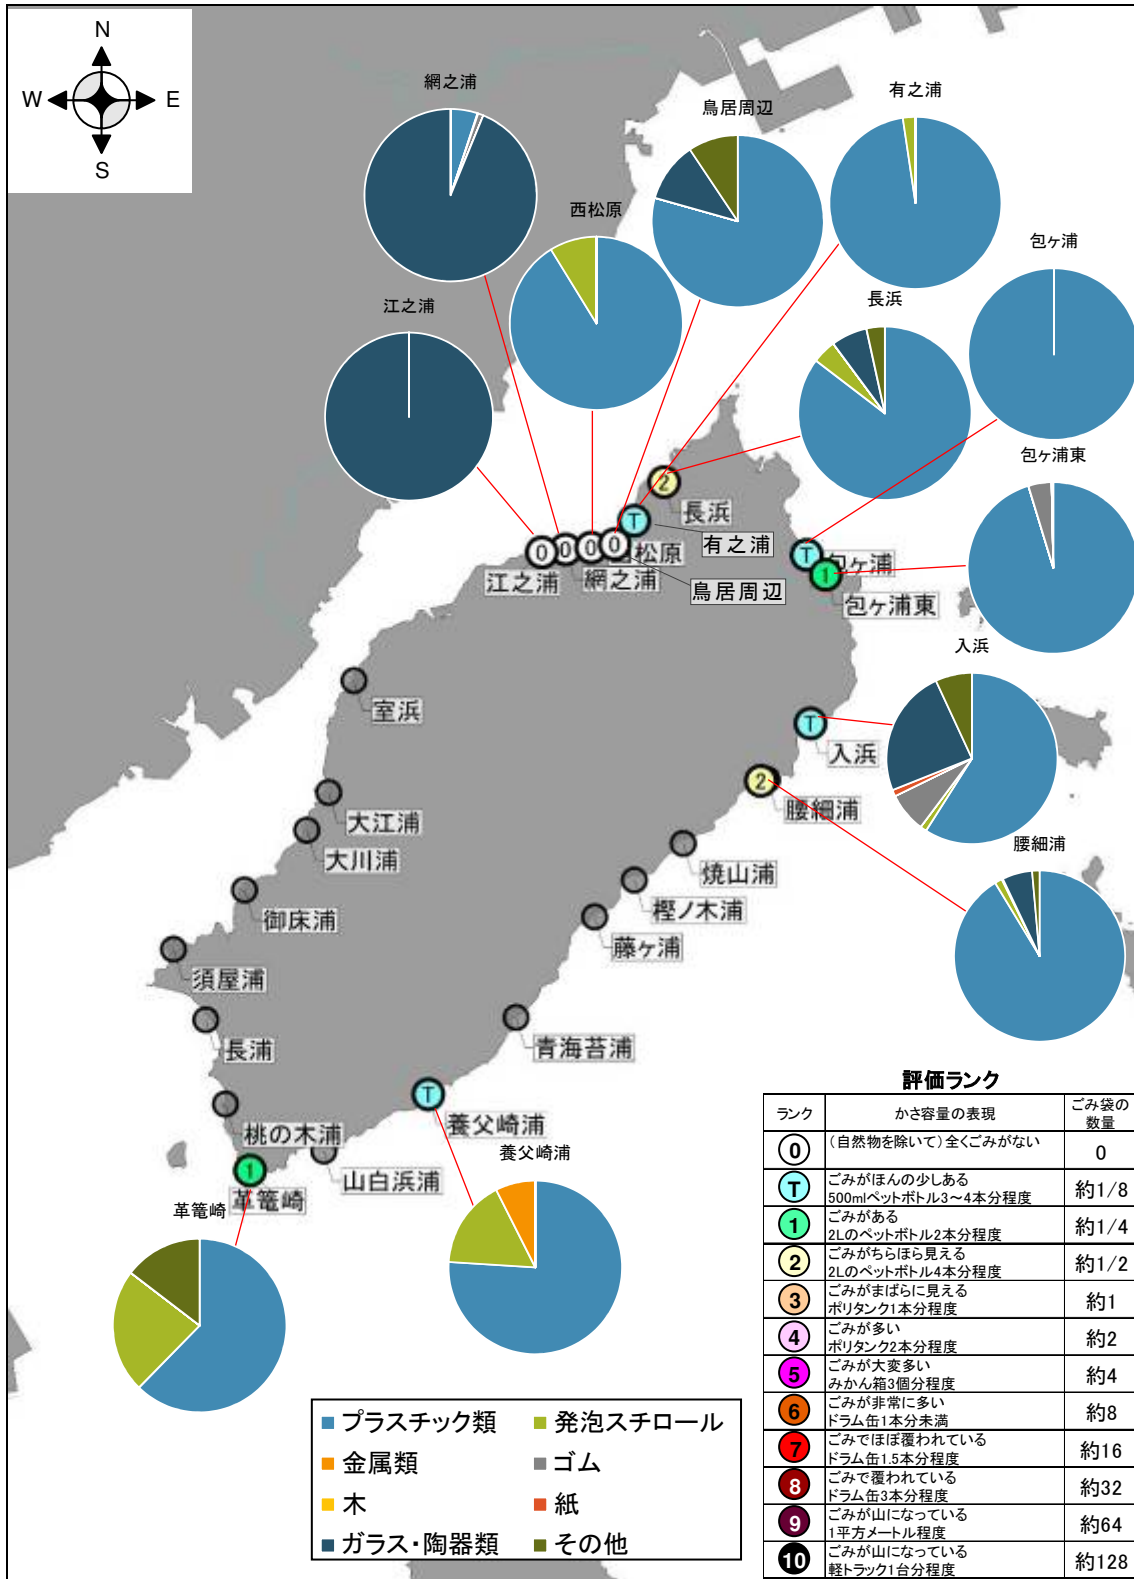 N
W
E
S
網之浦
鳥居周辺
有之浦
西松原
包ヶ浦
江之浦
長浜
包ヶ浦東
入浜
腰細浦
養父崎浦
革篭崎
2
長浜
T
有之浦
0
0
0
0
松原
江之浦
網之浦
鳥居周辺
T
包ヶ浦
1
包ヶ浦東
室浜
T
入浜
2
腰細浦
大江浦
大川浦
焼山浦
樫ノ木浦
御床浦
藤ヶ浦
須屋浦
長浦
青海苔浦
T
養父崎浦
桃の木浦
山白浜浦
1
革篭崎
評価ランク
ランク
かさ容量の表現
ごみ袋の
数量
0
(自然物を除いて)全くごみがない
0
T
ごみがほんの少しある
500mlペットボトル3～4本分程度
約1/8
1
ごみがある
2Lのペットボトル2本分程度
約1/4
2
ごみがちらほら見える
2Lのペットボトル4本分程度
約1/2
3
ごみがまばらに見える
ポリタンク1本分程度
約1
4
ごみが多い
ポリタンク2本分程度
約2
5
ごみが大変多い
みかん箱3個分程度
約4
6
ごみが非常に多い
ドラム缶1本分未満
約8
7
ごみでほぼ覆われている
ドラム缶1.5本分程度
約16
8
ごみで覆われている
ドラム缶3本分程度
約32
9
ごみが山になっている
1平方メートル程度
約64
10
ごみが山になっている
軽トラック1台分程度
約128
プラスチック類
発泡スチロール
金属類
ゴム
木
紙
ガラス・陶器類
その他